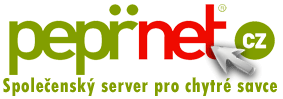 pepřnet® cz
Společenský server pro chytré savce